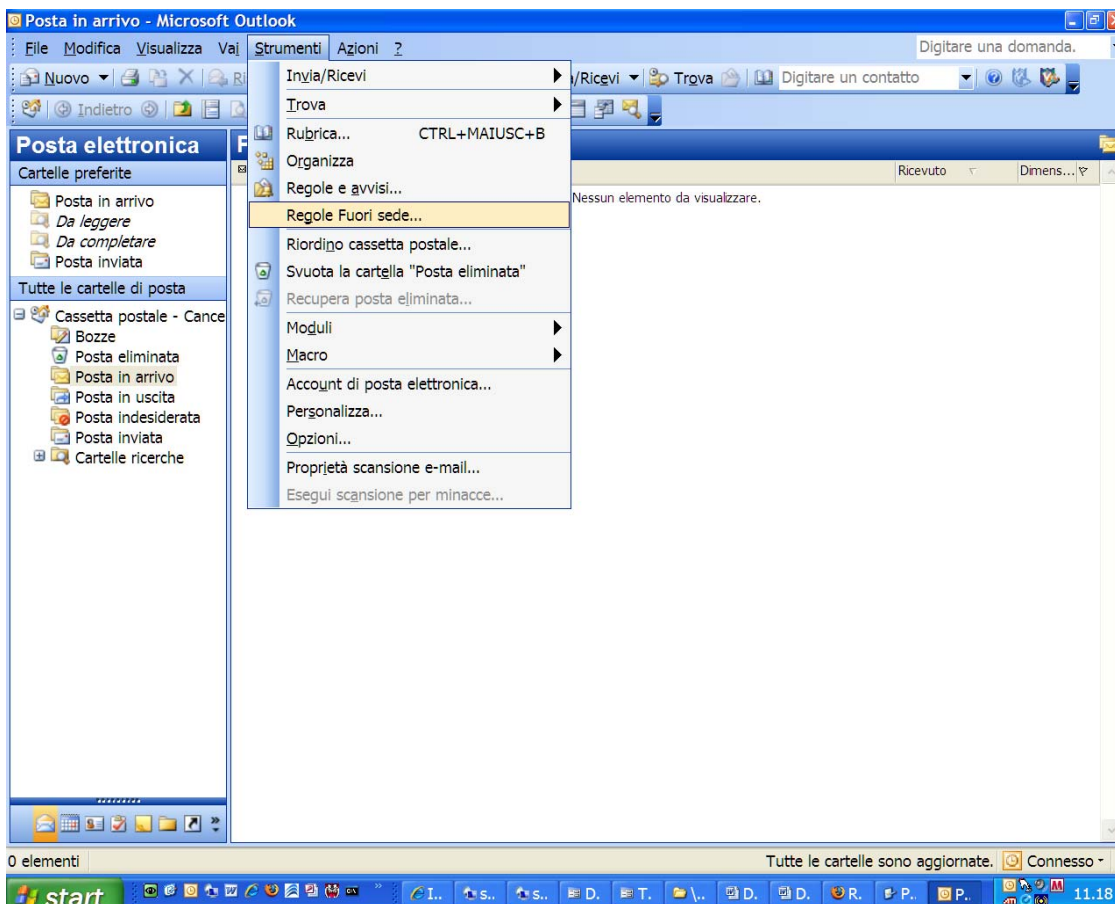 Posta in arrivo - Microsoft Outlook
File Modifica Visualizza Vai Strumenti Azioni ? Digitare una domanda.
Nuovo Ri /Ricevi Trova Digitare un contatto
Indietro
Posta elettronica
Cartelle preferite
Posta in arrivo
Da leggere
Da completare
Posta inviata
Tutte le cartelle di posta
Cassetta postale - Cance
Bozze
Posta eliminata
Posta in arrivo
Posta in uscita
Posta indesiderata
Posta inviata
Cartelle ricerche
Invia/Ricevi
Trova
Rubrica... CTRL+MAIUSC+B
Organizza
Regole e avvisi...
Regole Fuori sede...
Riordino cassetta postale...
Svuota la cartella "Posta eliminata"
Recupera posta eliminata...
Moduli
Macro
Account di posta elettronica...
Personalizza...
Opzioni...
Proprietà scansione e-mail...
Esegui scansione per minacce...
Ricevuto Dimens...
Nessun elemento da visualizzare.
0 elementi Tutte le cartelle sono aggiornate. Connesso
start I.. s.. s.. D. T. \.. D. D. R. P.. P.. 11.18